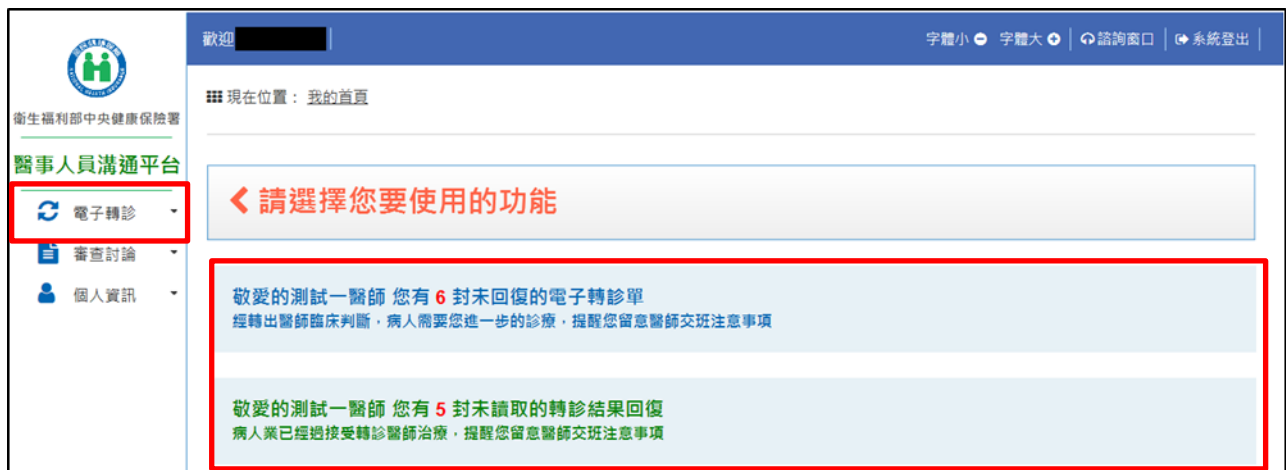 歡迎
字體小 字體大 諮詢窗口 系統登出
衛生福利部中央健康保險署
醫事人員溝通平台
電子轉診
審查討論
個人資訊
現在位置： 我的首頁
請選擇您要使用的功能
敬愛的測試一醫師 您有 6 封未回復的電子轉診單
經轉出醫師臨床判斷，病人需要您進一步的診療，提醒您留意醫師交班注意事項
敬愛的測試一醫師 您有 5 封未讀取的轉診結果回復
病人業已經過接受轉診醫師治療，提醒您留意醫師交班注意事項